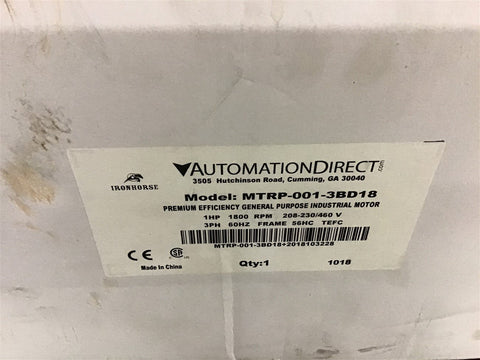 IRONHORSE
AUTOMATIONDIRECT.com
3505 Hutchinson Road, Cumming, GA 30040
Model: MTRP-001-3BD18
PREMIUM EFFICIENCY GENERAL PURPOSE INDUSTRIAL MOTOR
1HP 1800 RPM 208-230/460 V
3PH 60HZ FRAME 56HC TEFC
MTRP-001-3BD18+2018103228
CE
Made In China
Qty:1
1018